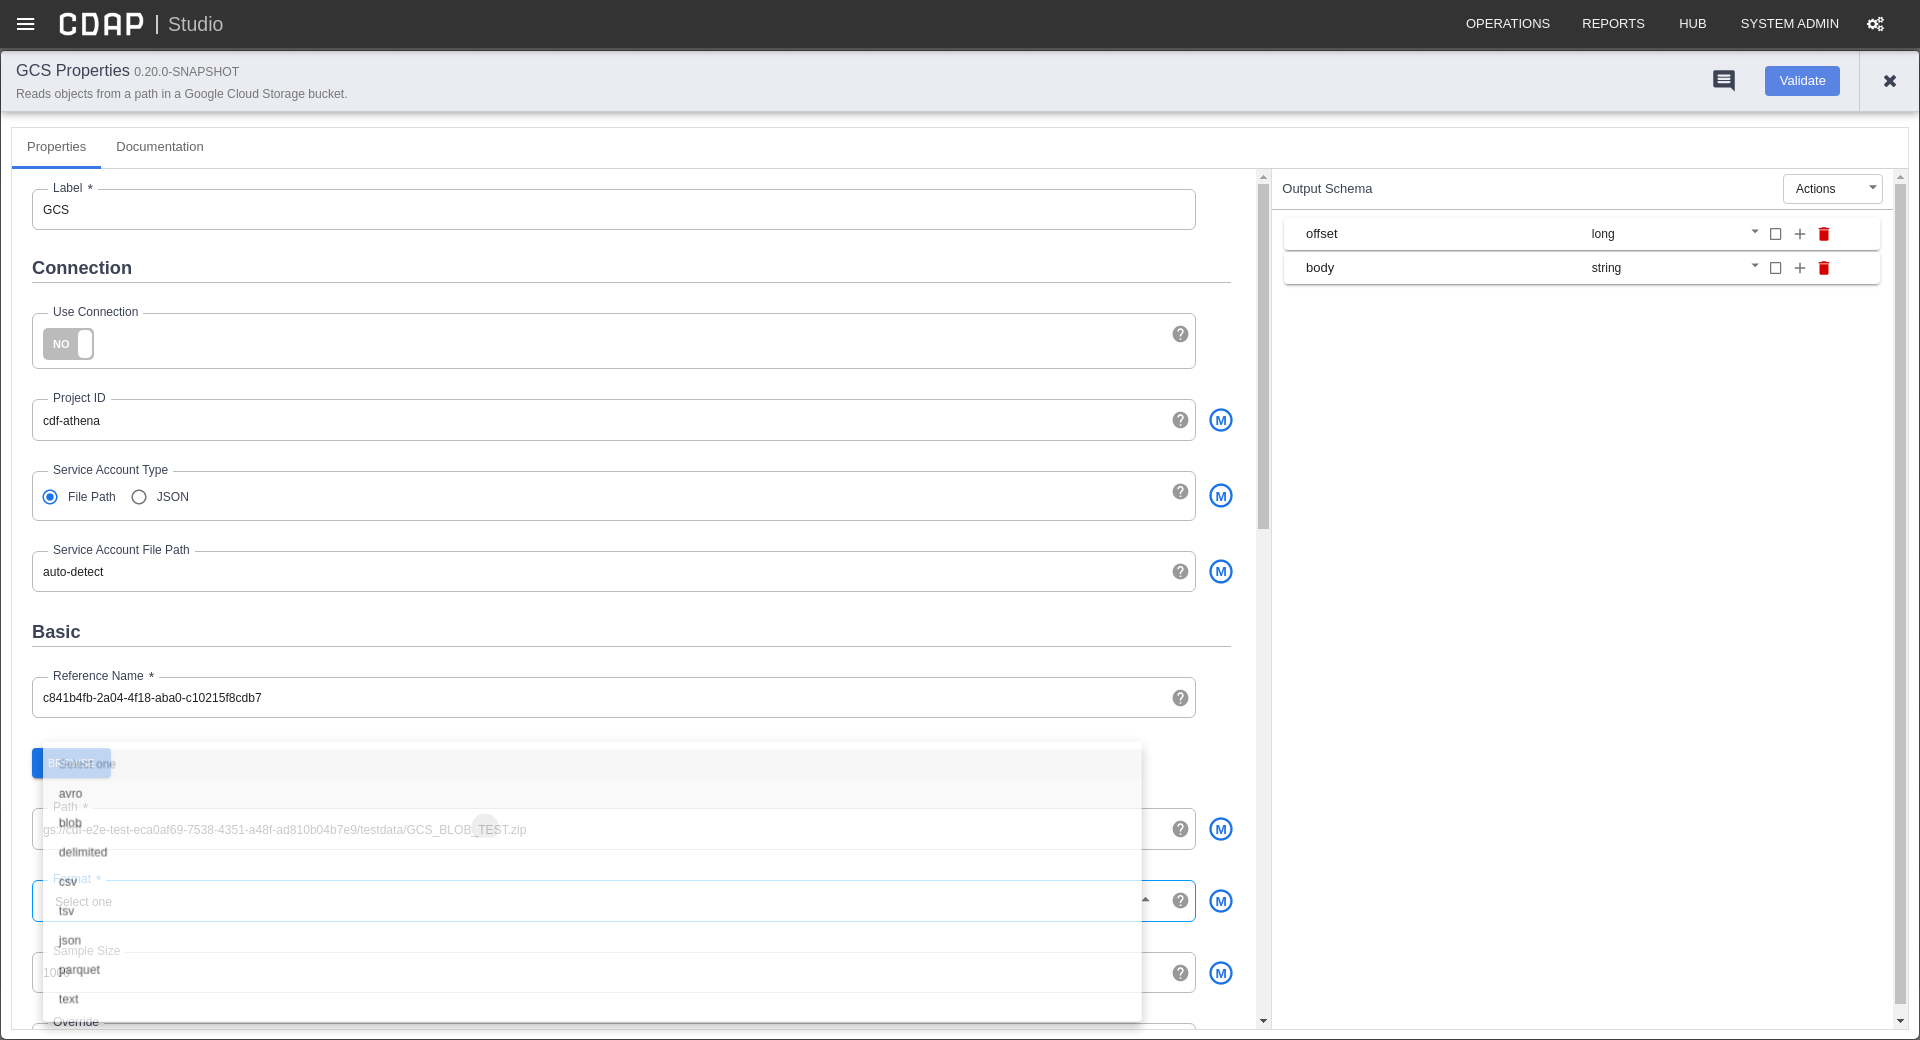 CDAP | Studio
OPERATIONS
REPORTS
HUB
SYSTEM ADMIN
GCS Properties 0.20.0-SNAPSHOT
Reads objects from a path in a Google Cloud Storage bucket.
Validate
Properties
Documentation
Label *
GCS
Connection
Use Connection
NO
Project ID
cdf-athena
M
Service Account Type
File Path
JSON
M
Service Account File Path
auto-detect
M
Basic
Reference Name *
c841b4fb-2a04-4f18-aba0-c10215f8cdb7
Select one
avro
Path *
blob
gs://cdf-e2e-test-eca0af69-7538-4351-a48f-ad810b04b7e9/testdata/GCS_BLOB_TEST.zip
M
delimited
Format *
csv
Select one
M
tsv
json
Sample Size
parquet
M
text
Override
Output Schema
Actions
offset
long
body
string